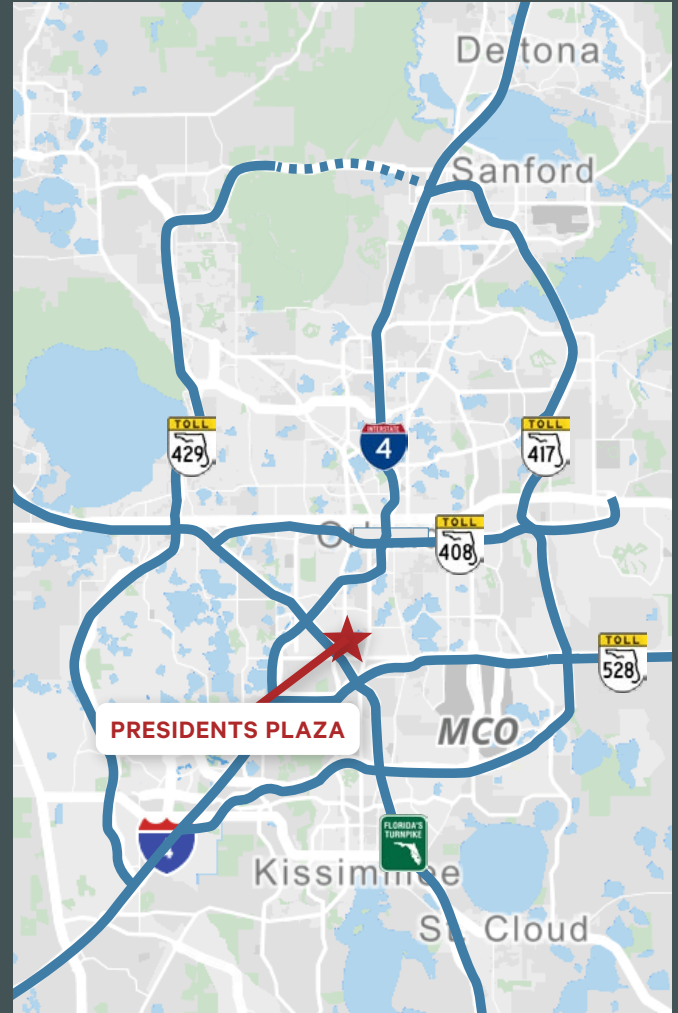 Deltona
Sanford
TOLL
429
INTERSTATE
4
TOLL
417
TOLL
408
TOLL
528
PRESIDENTS PLAZA
MCO
FLORIDA'S
TURNPIKE
Kissimmee
St. Cloud